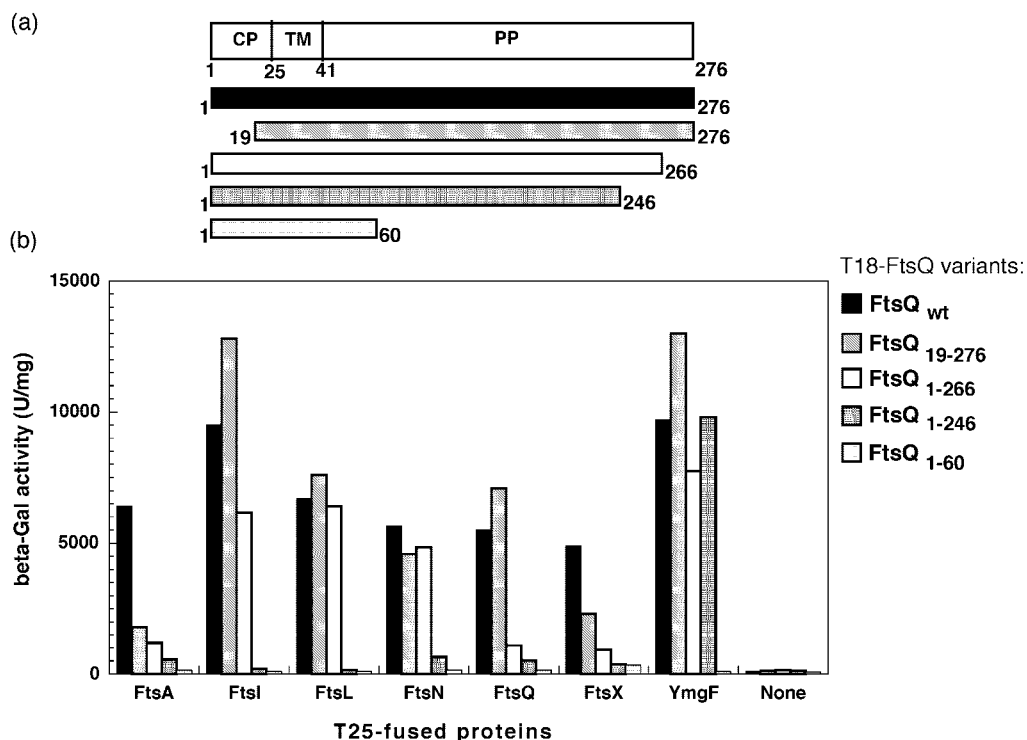 (a)
CP TM PP
1 25 41 276
1 276
19 276
1 266
1 246
1 60
(b)
T18-FtsQ variants:
FtsQ wt
FtsQ 19-276
FtsQ 1-266
FtsQ 1-246
FtsQ 1-60
beta-Gal activity (U/mg)
15000
10000
5000
0
FtsA FtsI FtsL FtsN FtsQ FtsX YmgF None
T25-fused proteins